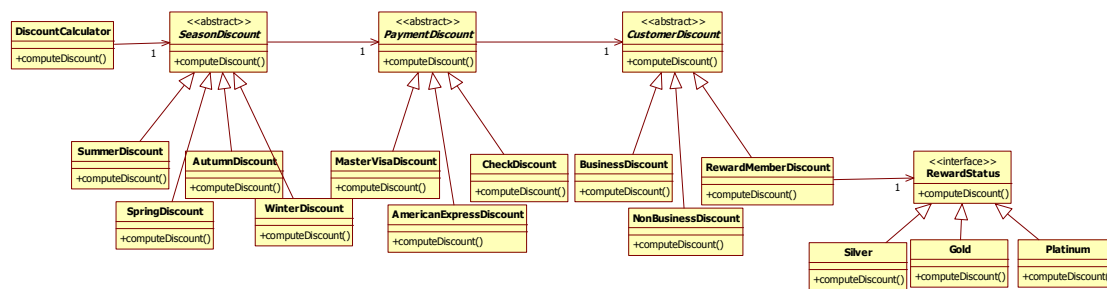 DiscountCalculator
+computeDiscount()
1
<<abstract>>
SeasonDiscount
+computeDiscount()
1
<<abstract>>
PaymentDiscount
+computeDiscount()
1
<<abstract>>
CustomerDiscount
+computeDiscount()
SummerDiscount
+computeDiscount()
AutumnDiscount
+computeDiscount()
SpringDiscount
+computeDiscount()
WinterDiscount
+computeDiscount()
MasterVisaDiscount
+computeDiscount()
CheckDiscount
+computeDiscount()
AmericanExpressDiscount
+computeDiscount()
BusinessDiscount
+computeDiscount()
NonBusinessDiscount
+computeDiscount()
RewardMemberDiscount
+computeDiscount()
1
<<interface>>
RewardStatus
+computeDiscount()
Silver
+computeDiscount()
Gold
+computeDiscount()
Platinum
+computeDiscount()